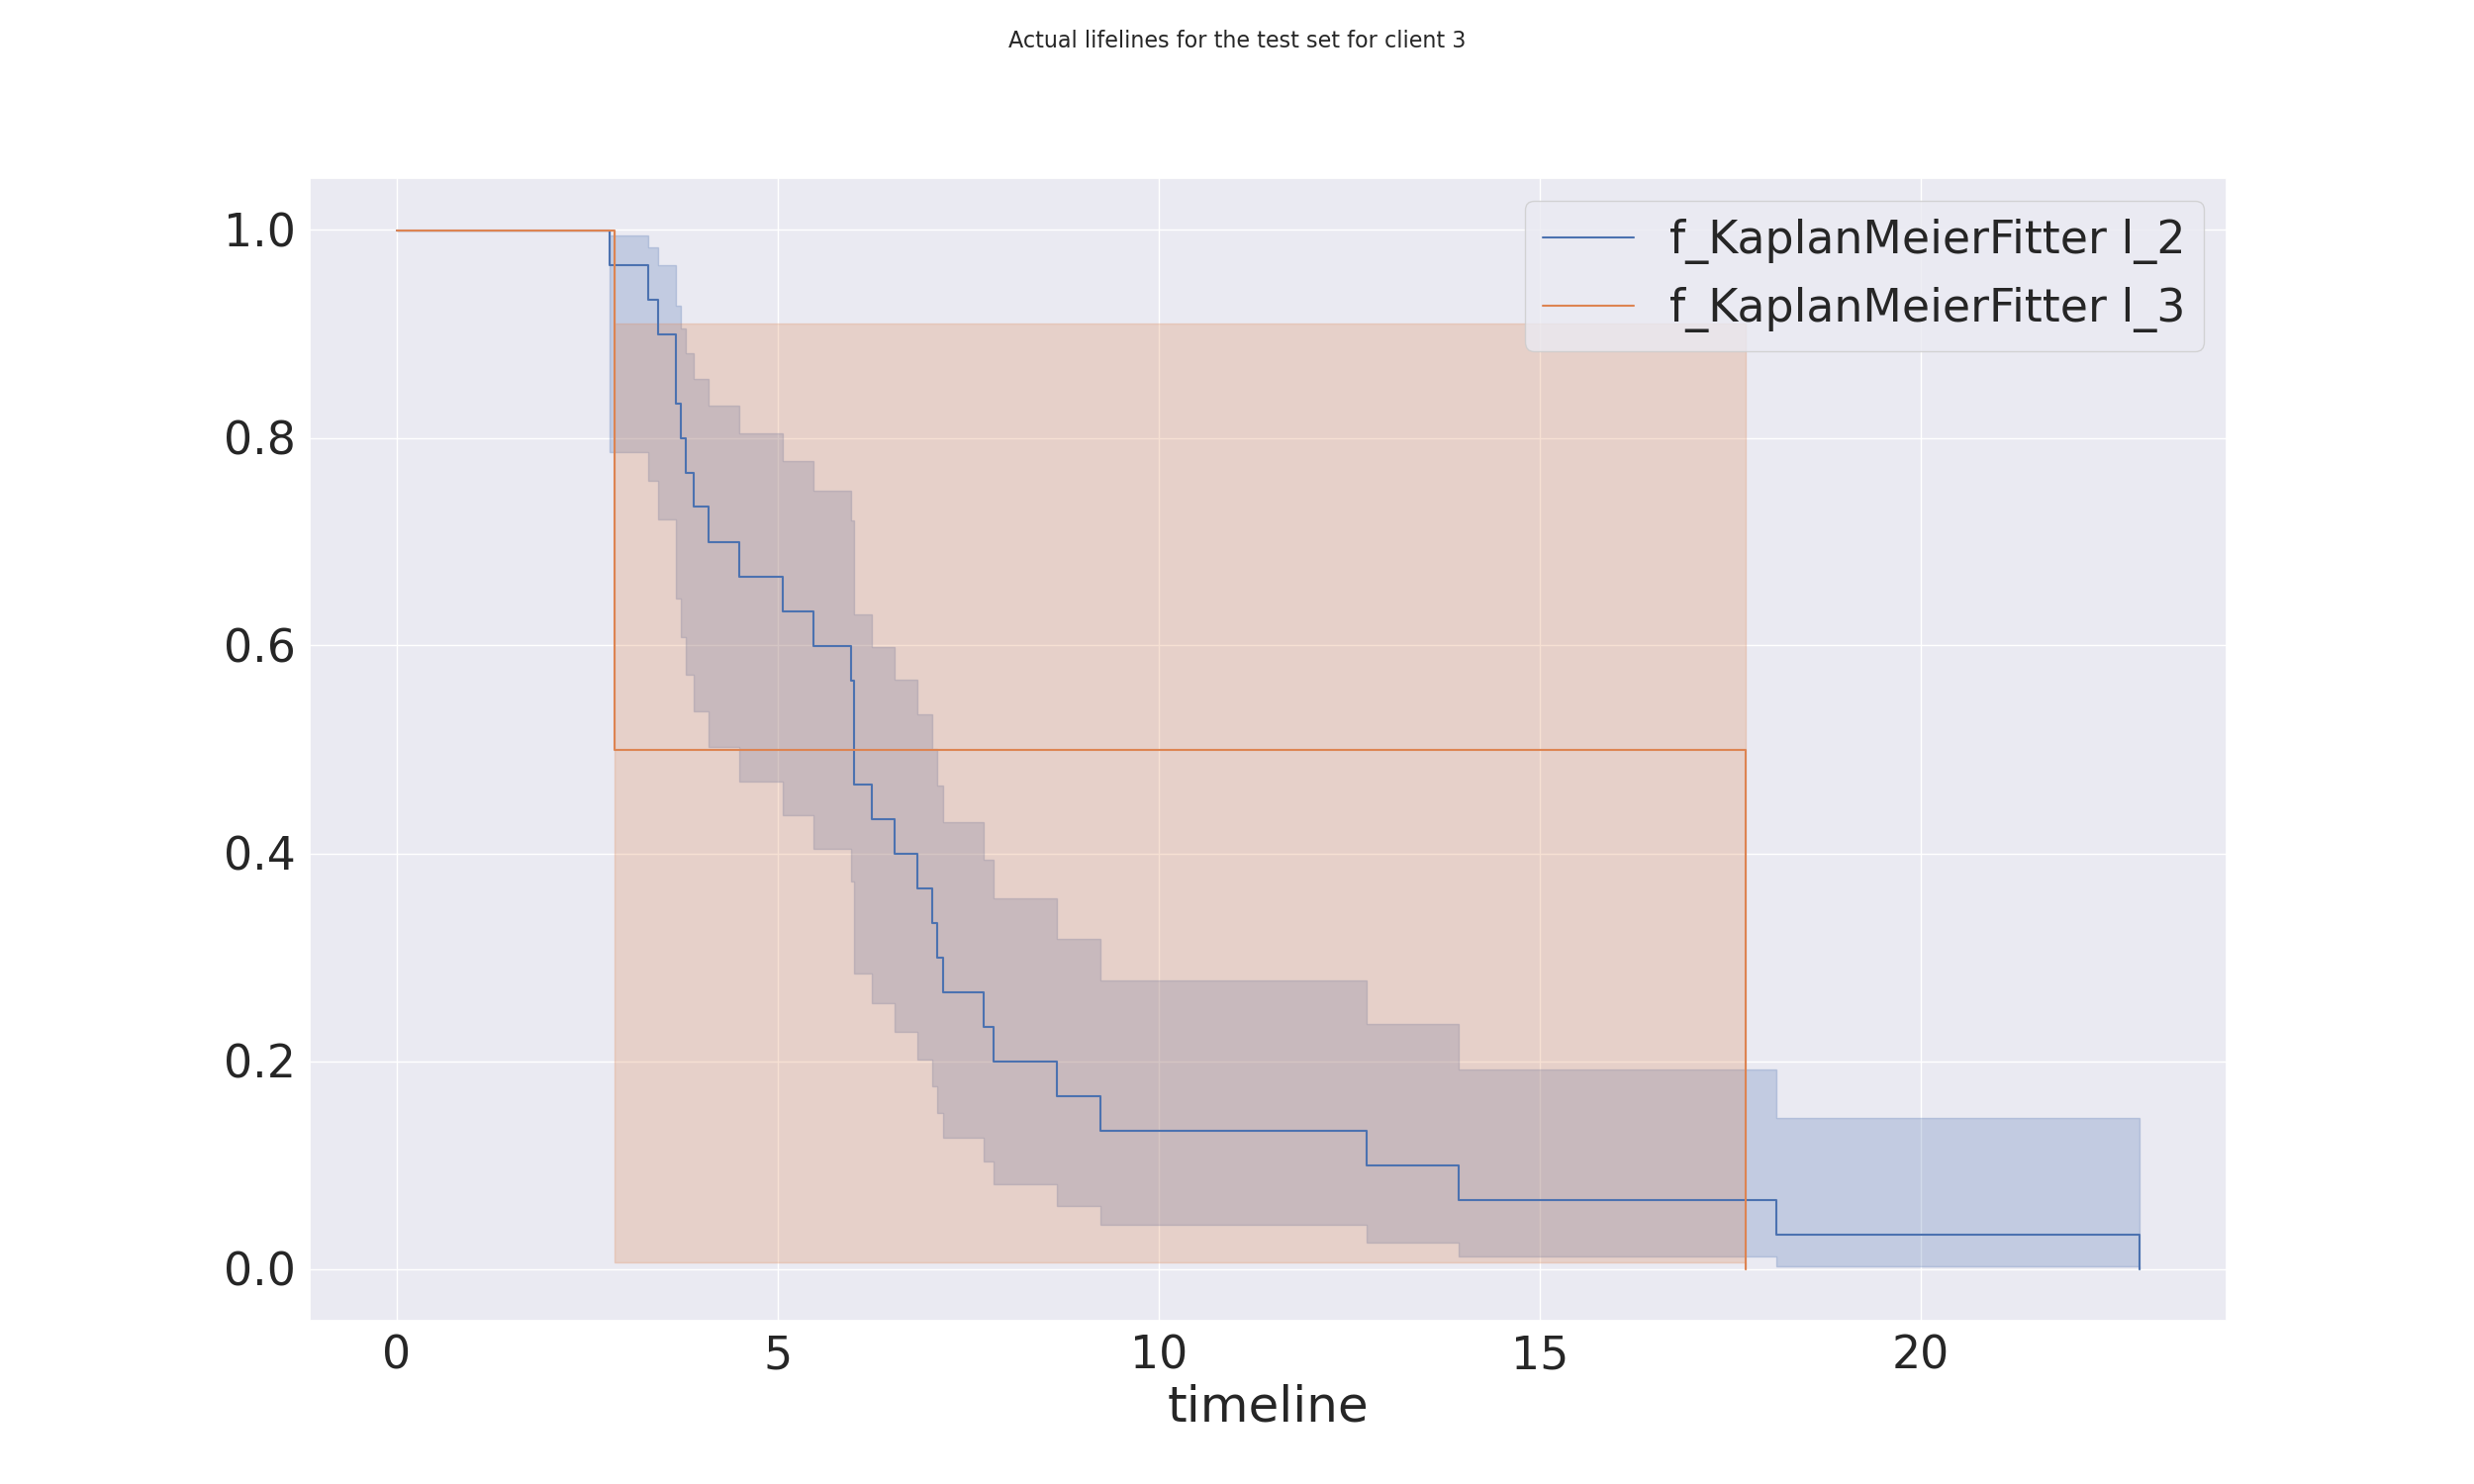 Actual lifelines for the test set for client 3
f_KaplanMeierFitter l_2
f_KaplanMeierFitter l_3
1.0
0.8
0.6
0.4
0.2
0.0
0 5 10 15 20
timeline